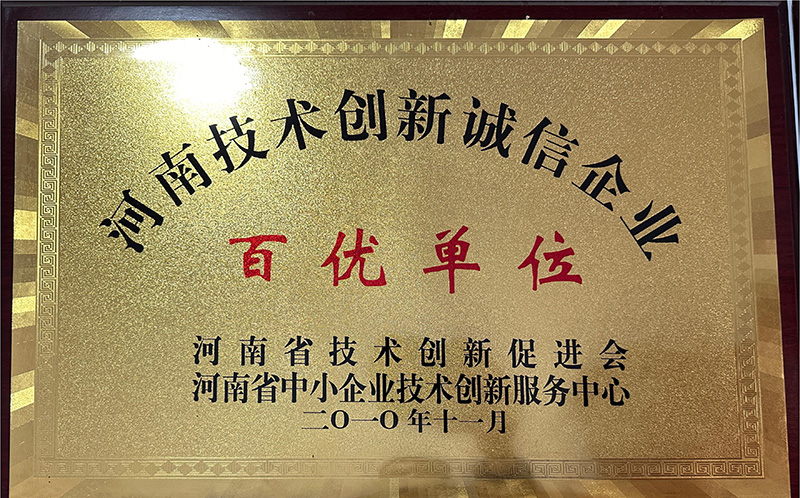 河南技术创新诚信企业
百优单位
河南省技术创新促进会
河南省中小企业技术创新服务中心
二O一O年十一月